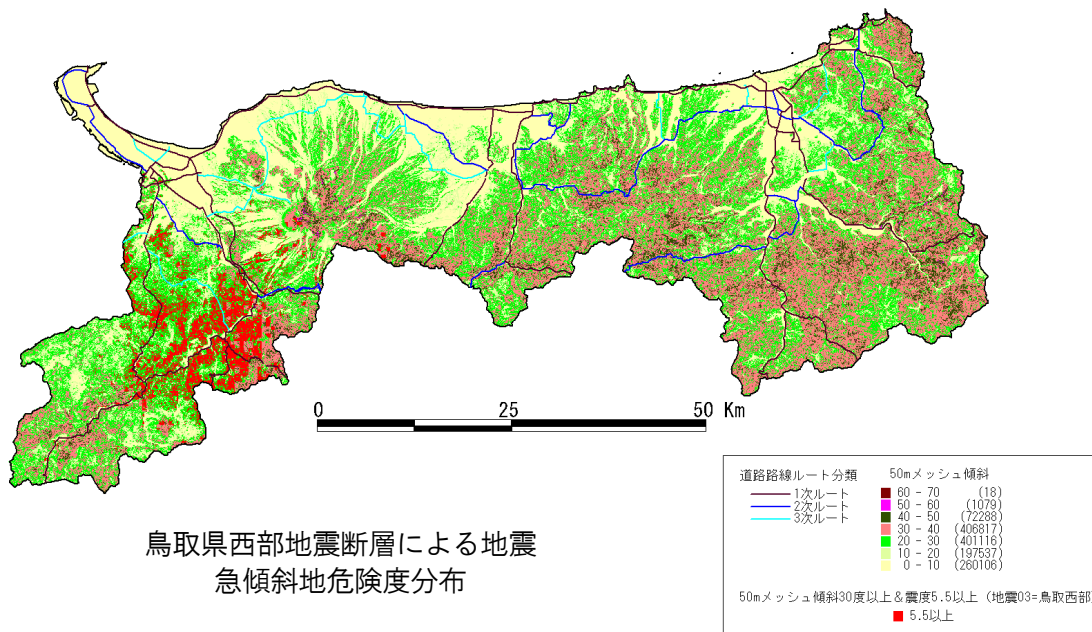 0 25 50 Km
鳥取県西部地震断層による地震
急傾斜地危険度分布
道路路線ルート分類
1次ルート
2次ルート
3次ルート
50mメッシュ傾斜
60 - 70 (18)
50 - 60 (1079)
40 - 50 (72288)
30 - 40 (406817)
20 - 30 (401116)
10 - 20 (197537)
0 - 10 (260106)
50mメッシュ傾斜30度以上&震度5.5以上 (地震03=鳥取西部)
5.5以上